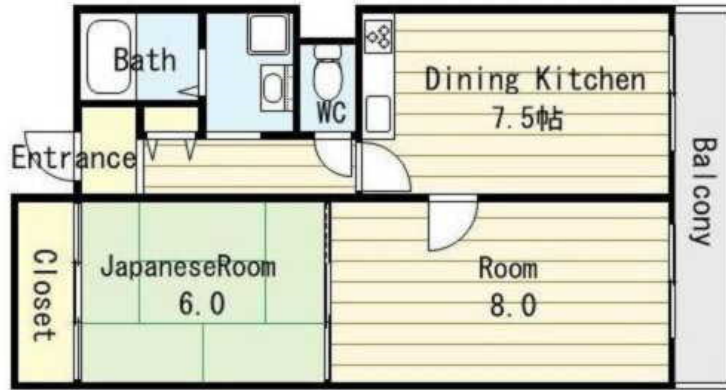 Bath
WC
Dining Kitchen
7.5帖
Entrance
Balcony
Closet
JapaneseRoom
6.0
Room
8.0